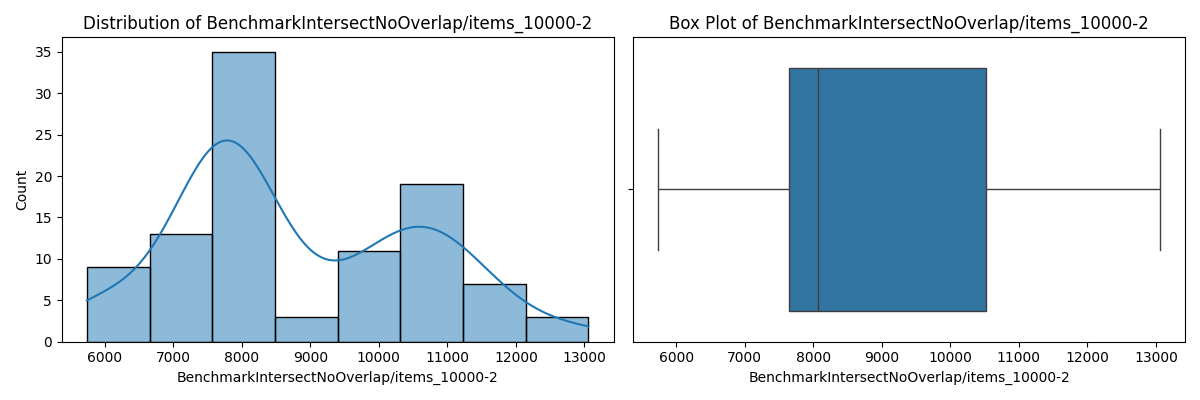 Distribution of BenchmarkIntersectNoOverlap/items_10000-2
35
30
25
20
15
10
5
0
Count
6000 7000 8000 9000 10000 11000 12000 13000
BenchmarkIntersectNoOverlap/items_10000-2
Box Plot of BenchmarkIntersectNoOverlap/items_10000-2
6000 7000 8000 9000 10000 11000 12000 13000
BenchmarkIntersectNoOverlap/items_10000-2